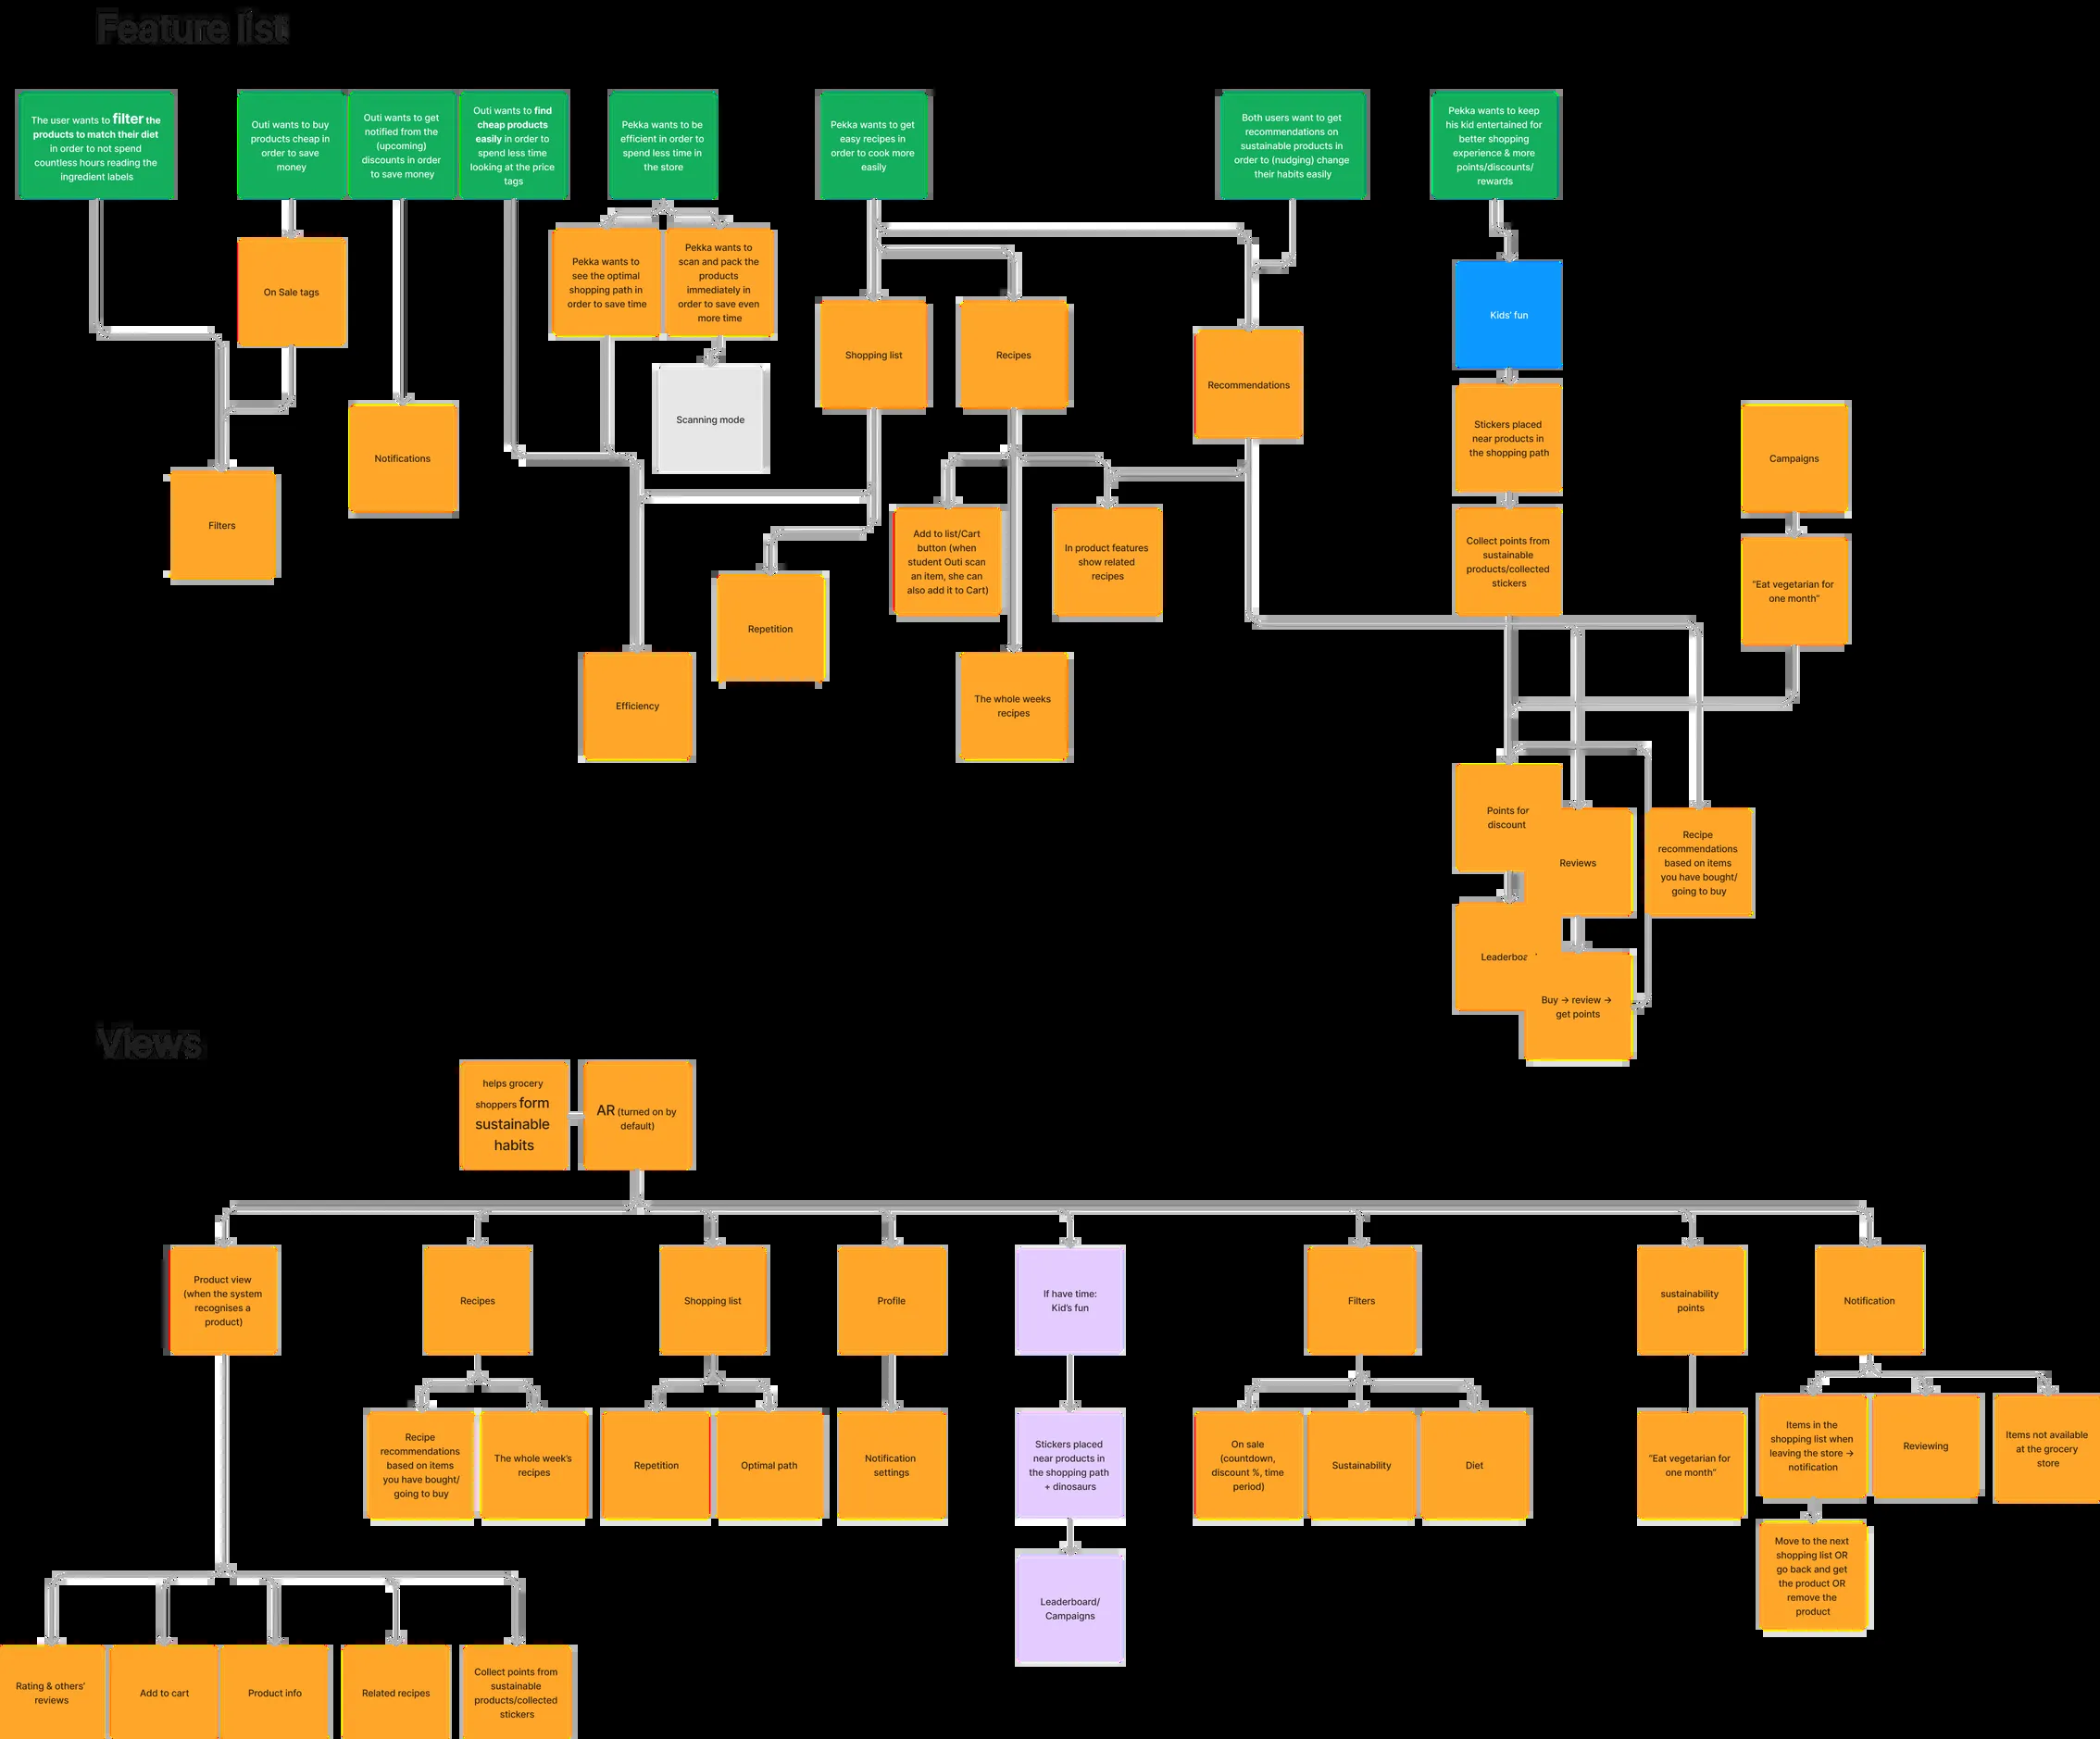 Feature list
The user wants to filter the
products to match their diet
in order to not spend
countless hours reading the
ingredient labels
Outi wants to buy
products cheap in
order to save
money
Outi wants to get
notified from the
(upcoming)
discounts in order
to save money
Outi wants to find
cheap products
easily in order to
spend less time
looking at the price
tags
Pekka wants to be
efficient in order to
spend less time in
the store
Pekka wants to get
easy recipes in
order to cook more
easily
Both users want to get
recommendations on
sustainable products in
order to (nudging) change
their habits easily
Pekka wants to keep
his kid entertained for
better shopping
experience & more
points/discounts/
rewards
On Sale tags
Pekka wants to
see the optimal
shopping path in
order to save time
Pekka wants to
scan and pack the
products
immediately in
order to save even
more time
Kids' fun
Shopping list
Recipes
Recommendations
Scanning mode
Stickers placed
near products in
the shopping path
Campaigns
Notifications
Filters
Add to list/Cart
button (when
student Outi scan
an item, she can
also add it to Cart)
In product features
show related
recipes
Collect points from
sustainable
products/collected
stickers
"Eat vegetarian for
one month"
Repetition
Efficiency
The whole weeks
recipes
Points for
discount
Reviews
Recipe
recommendations
based on items
you have bought/
going to buy
Buy → review →
get points
Views
helps grocery
shoppers form
sustainable
habits
AR (turned on by
default)
Product view
(when the system
recognises a
product)
Recipes
Shopping list
Profile
If have time:
Kid's fun
Filters
sustainability
points
Notification
Recipe
recommendations
based on items
you have bought/
going to buy
The whole week's
recipes
Repetition
Optimal path
Notification
settings
Stickers placed
near products in
the shopping path
+ dinosaurs
On sale
(countdown,
discount %, time
period)
Sustainability
Diet
"Eat vegetarian for
one month"
Items in the
shopping list when
leaving the store →
notification
Reviewing
Items not available
at the grocery
store
Move to the next
shopping list OR
go back and get
the product OR
remove the
product
Leaderboard/
Campaigns
Rating & others'
reviews
Add to cart
Product info
Related recipes
Collect points from
sustainable
products/collected
stickers